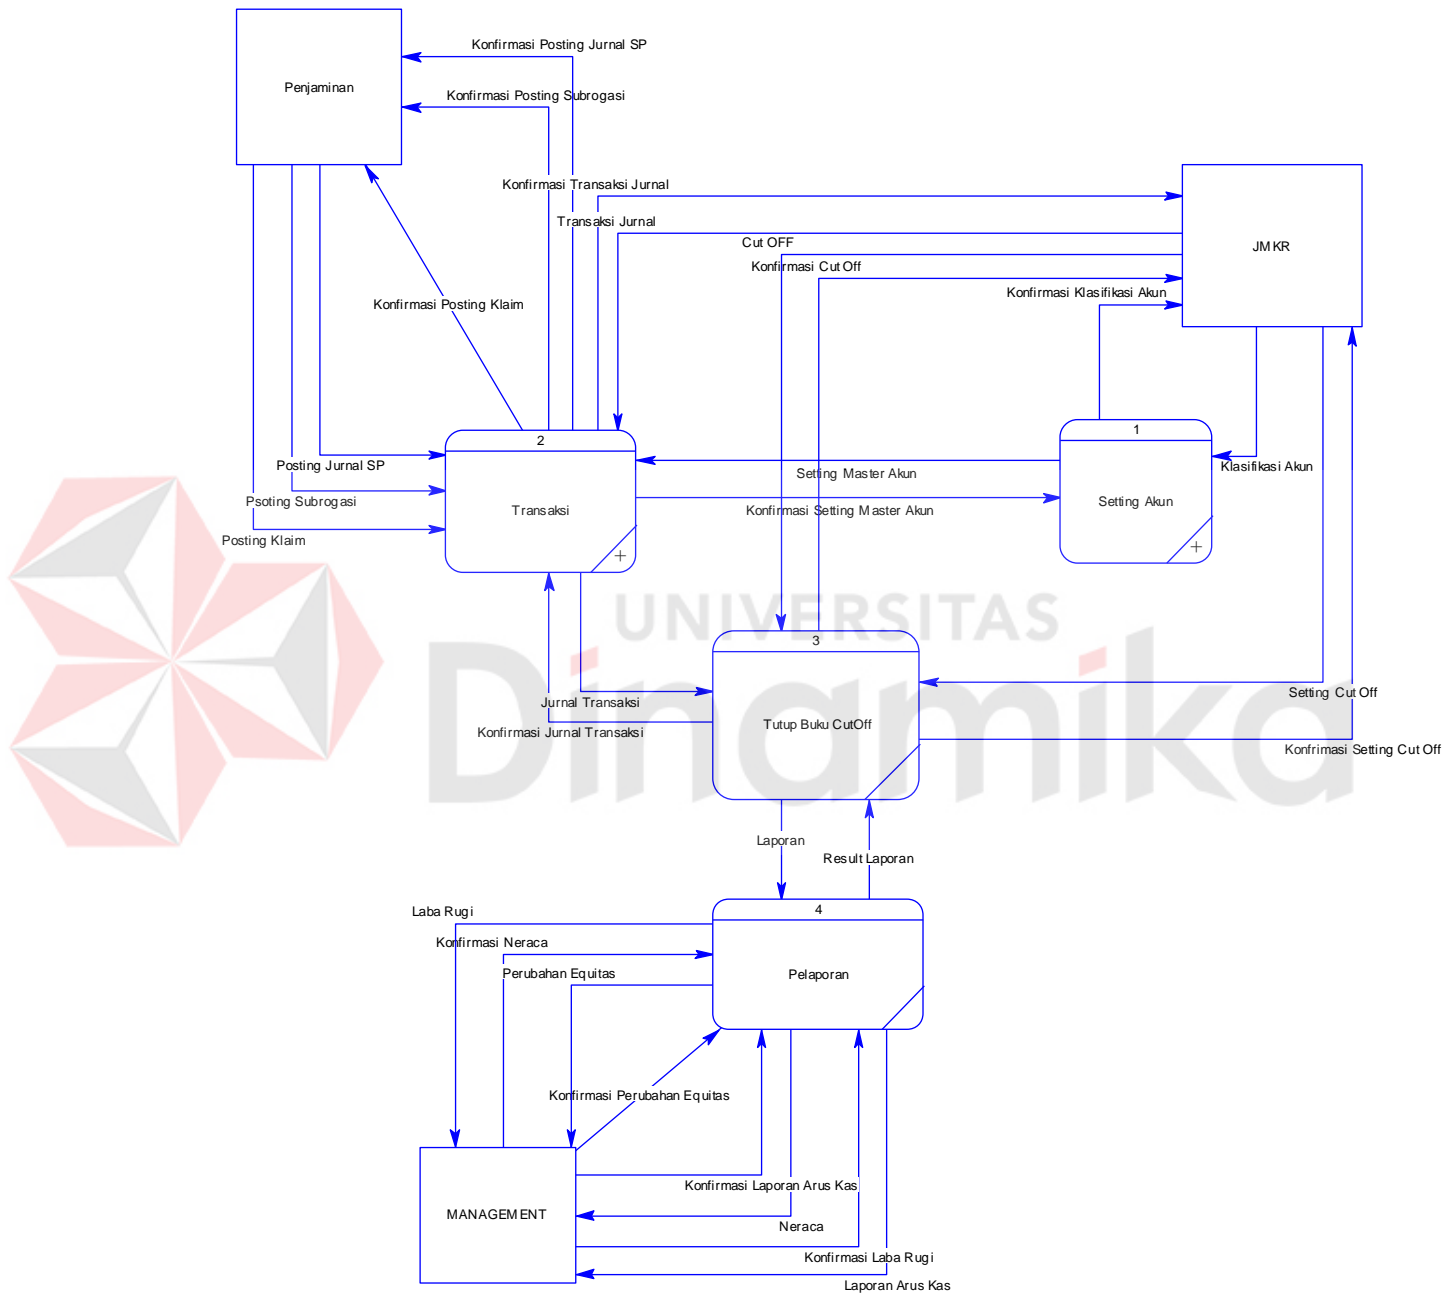 Konfirmasi Posting Jurnal SP
Penjaminan
Konfirmasi Posting Subrogasi
Konfirmasi Transaksi Jurnal
Transaksi Jurnal
Cut OFF
JMKR
Konfirmasi Cut Off
Konfirmasi Klasifikasi Akun
Konfirmasi Posting Klaim
1
2
Posting Jurnal SP
Klasifikasi Akun
Setting Master Akun
Psoting Subrogasi
Setting Akun
Transaksi
Konfirmasi Setting Master Akun
Posting Klaim
+
+
UNIVERSITAS
Dinamika
3
Setting Cut Off
Jurnal Transaksi
Tutup Buku CutOff
Konfirmasi Jurnal Transaksi
Konfrimasi Setting Cut Off
Laporan
Result Laporan
4
Laba Rugi
Konfirmasi Neraca
Perubahan Equitas
Pelaporan
Konfirmasi Perubahan Equitas
Konfirmasi Laporan Arus Kas
MANAGEMENT
Neraca
Konfirmasi Laba Rugi
Laporan Arus Kas